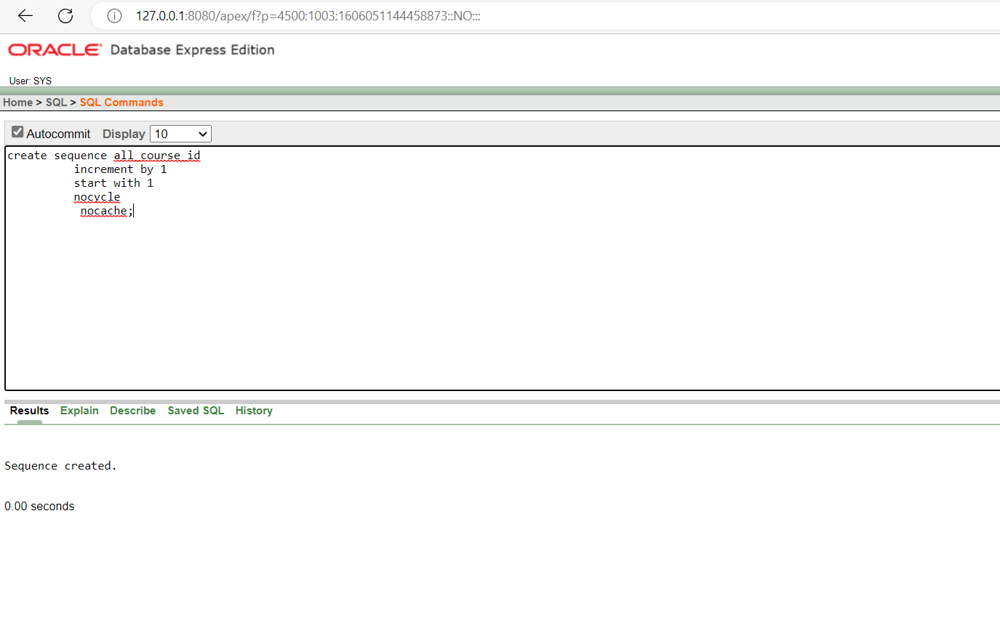 127.0.0.1:8080/apex/f?p=4500:1003:1606051144458873::NO:::
ORACLE Database Express Edition
User: SYS
Home > SQL > SQL Commands
Autocommit Display 10
create sequence all_course_id
increment by 1
start with 1
nocycle
nocache;
Results Explain Describe Saved SQL History
Sequence created.
0.00 seconds